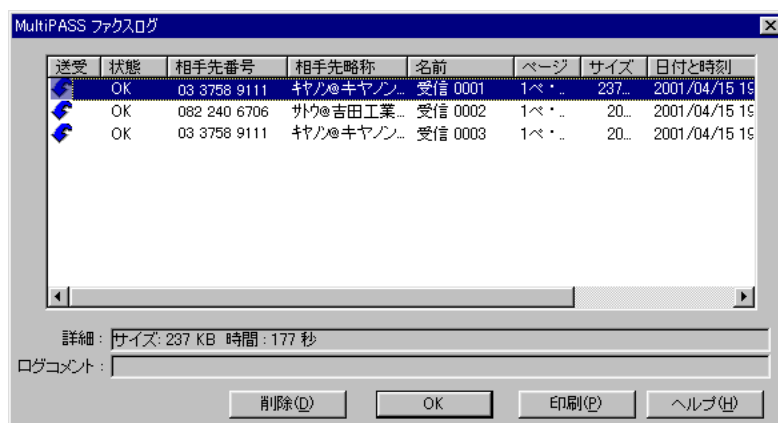 MultiPASS ファクスログ
送受 状態 相手先番号 相手先略称 名前 ページ サイズ 日付と時刻
OK 03 3758 9111 キヤノン@キヤノン... 受信 0001 1ペ・.. 237... 2001/04/15 19
OK 082 240 6706 サトウ@吉田工業... 受信 0002 1ペ・.. 20... 2001/04/15 19
OK 03 3758 9111 キヤノン@キヤノン... 受信 0003 1ペ・.. 20... 2001/04/15 19
詳細: サイズ: 237 KB 時間: 177 秒
ログコメント:
削除(D) OK 印刷(P) ヘルプ(H)